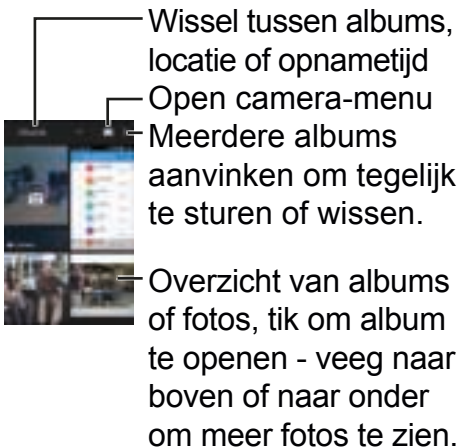 Wissel tussen albums,
locatie of opnametijd
Open camera-menu
Meerdere albums
aanvinken om tegelijk
te sturen of wissen.
Overzicht van albums
of fotos, tik om album
te openen - veeg naar
boven of naar onder
om meer fotos te zien.